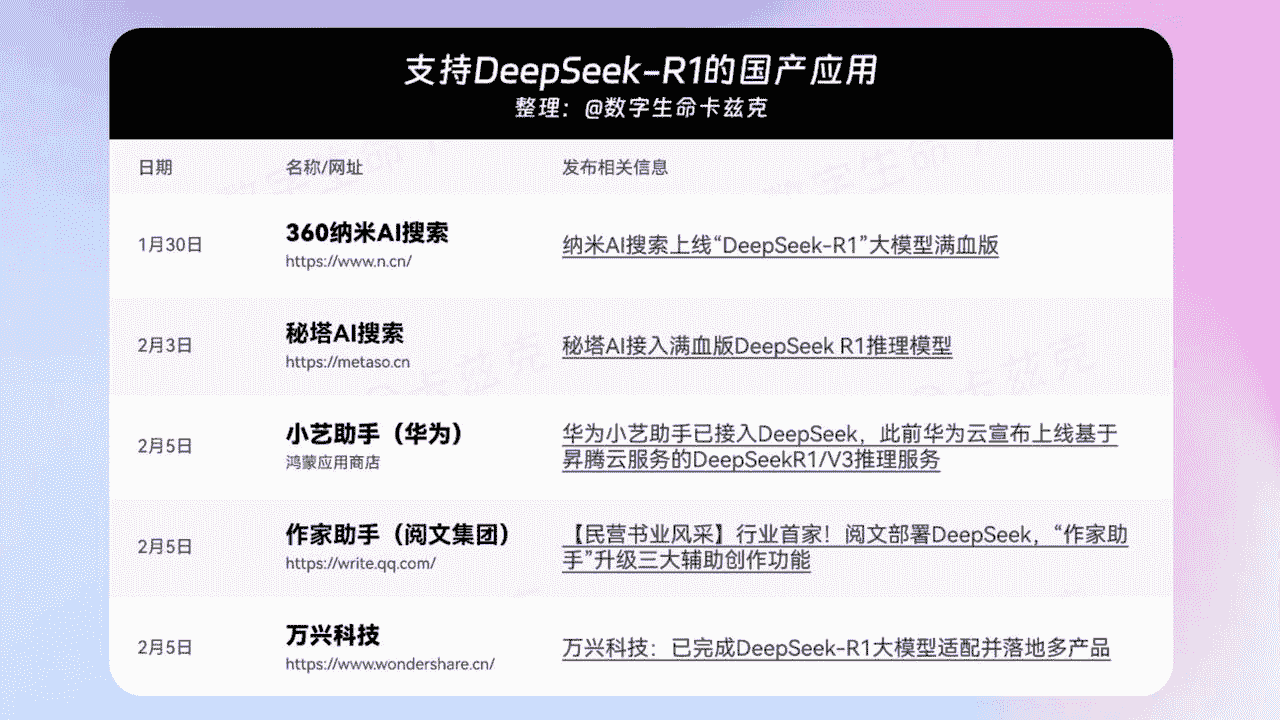 支持DeepSeek-R1的国产应用
整理：@数字生命卡兹克
日期 名称/网址 发布相关信息
1月30日 360纳米AI搜索 纳米AI搜索上线“DeepSeek-R1”大模型满血版
https://www.n.cn/
2月3日 秘塔AI搜索 秘塔AI接入满血版DeepSeek R1推理模型
https://metaso.cn
2月5日 小艺助手（华为） 华为小艺助手已接入DeepSeek，此前华为云宣布上线基于
鸿蒙应用商店 昇腾云服务的DeepSeekR1/V3推理服务
2月5日 作家助手（阅文集团） 【民营书业风采】行业首家！阅文部署DeepSeek，“作家助
https://write.qq.com/ 手”升级三大辅助创作功能
2月5日 万兴科技 万兴科技：已完成DeepSeek-R1大模型适配并落地多产品
https://www.wondershare.cn/